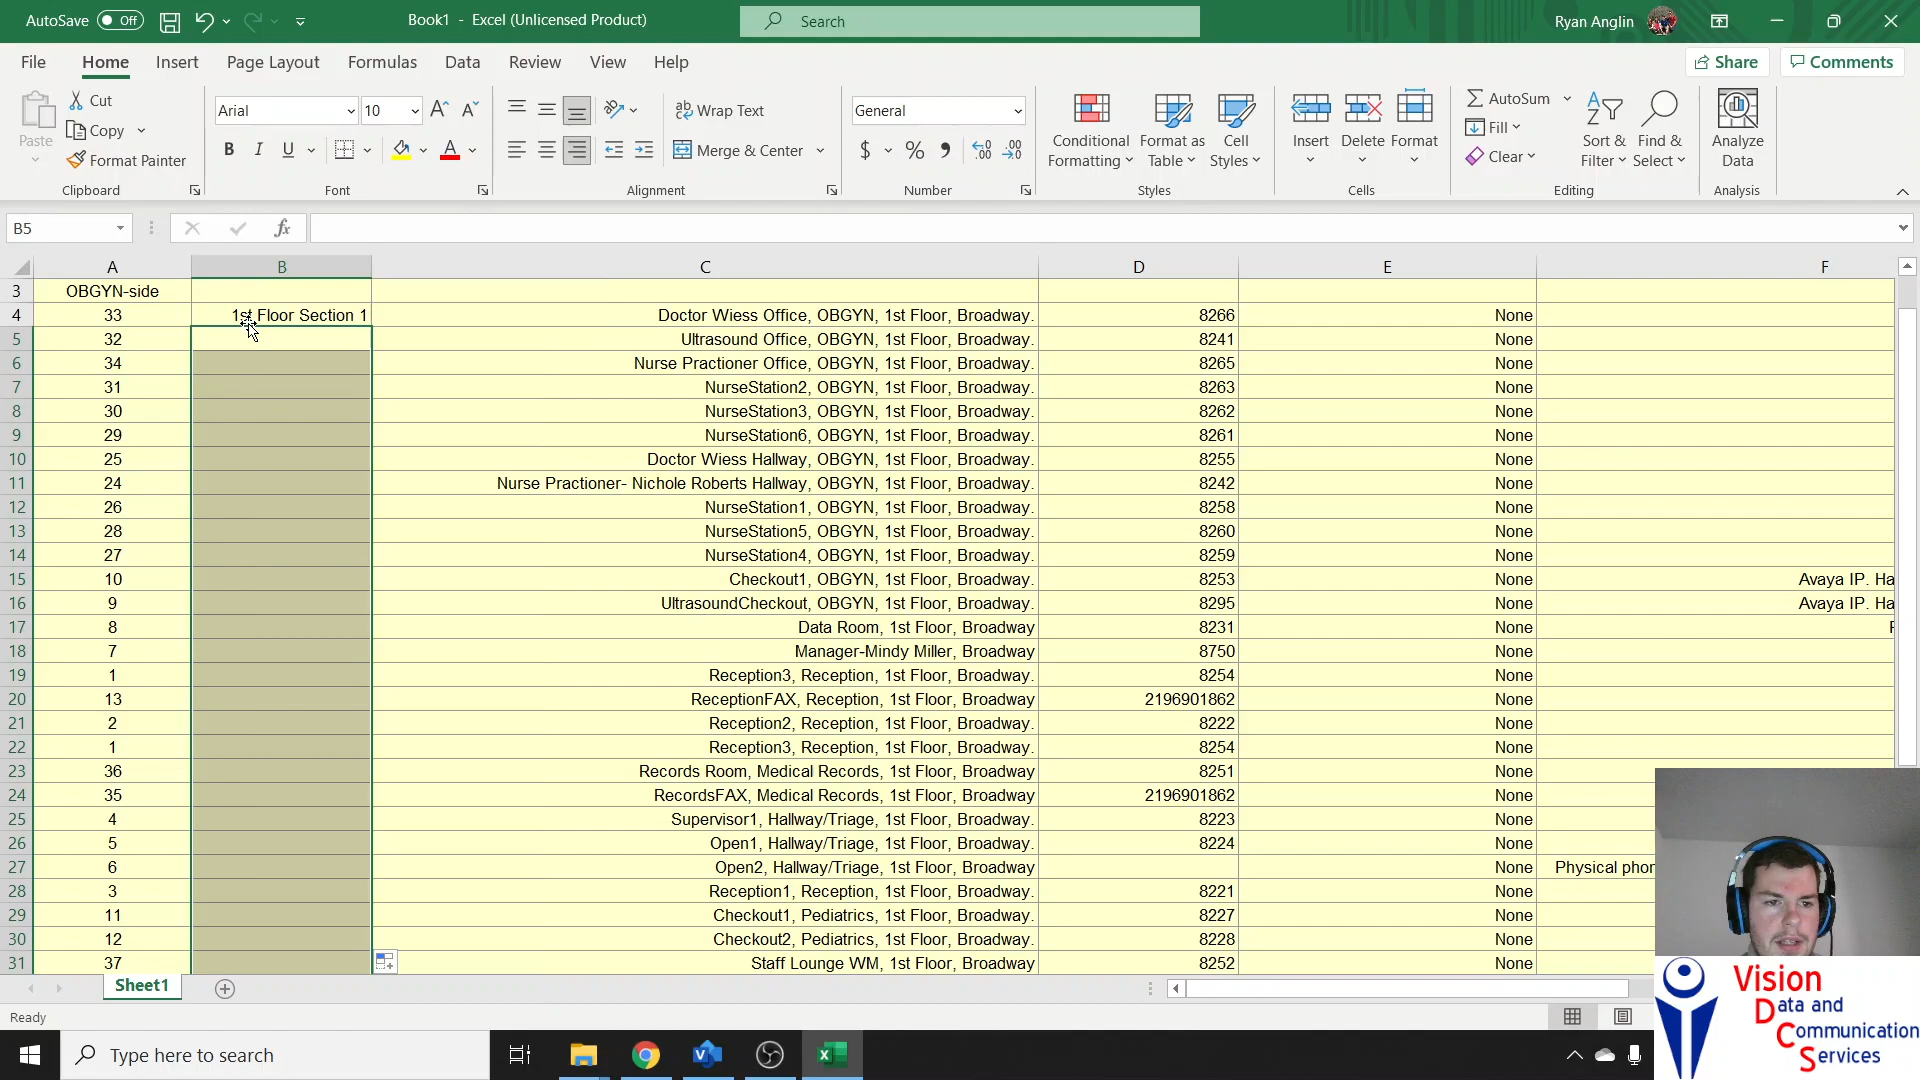 AutoSave Off Book1 - Excel (Unlicensed Product) Search Ryan Anglin
File Home Insert Page Layout Formulas Data Review View Help Share Comments
Paste Cut Copy Format Painter Clipboard
Arial 10 B I U A Font
ab Wrap Text Merge & Center Alignment
General $ % Number
Conditional Formatting Format as Table Cell Styles Styles
Insert Delete Format Cells
AutoSum Fill Clear Sort & Filter Find & Select Editing
Analyze Data Analysis
B5 fx
A B C D E F
3 OBGYN-side
4 33 1st Floor Section 1 Doctor Wiess Office, OBGYN, 1st Floor, Broadway. 8266 None
5 32 Ultrasound Office, OBGYN, 1st Floor, Broadway. 8241 None
6 34 Nurse Practioner Office, OBGYN, 1st Floor, Broadway. 8265 None
7 31 NurseStation2, OBGYN, 1st Floor, Broadway. 8263 None
8 30 NurseStation3, OBGYN, 1st Floor, Broadway. 8262 None
9 29 NurseStation6, OBGYN, 1st Floor, Broadway. 8261 None
10 25 Doctor Wiess Hallway, OBGYN, 1st Floor, Broadway. 8255 None
11 24 Nurse Practioner- Nichole Roberts Hallway, OBGYN, 1st Floor, Broadway. 8242 None
12 26 NurseStation1, OBGYN, 1st Floor, Broadway. 8258 None
13 28 NurseStation5, OBGYN, 1st Floor, Broadway. 8260 None
14 27 NurseStation4, OBGYN, 1st Floor, Broadway. 8259 None
15 10 Checkout1, OBGYN, 1st Floor, Broadway. 8253 None Avaya IP. Ha
16 9 UltrasoundCheckout, OBGYN, 1st Floor, Broadway. 8295 None Avaya IP. Ha
17 8 Data Room, 1st Floor, Broadway 8231 None
18 7 Manager-Mindy Miller, Broadway 8750 None
19 1 Reception3, Reception, 1st Floor, Broadway. 8254 None
20 13 ReceptionFAX, Reception, 1st Floor, Broadway 2196901862 None
21 2 Reception2, Reception, 1st Floor, Broadway. 8222 None
22 1 Reception3, Reception, 1st Floor, Broadway. 8254 None
23 36 Records Room, Medical Records, 1st Floor, Broadway 8251 None
24 35 RecordsFAX, Medical Records, 1st Floor, Broadway 2196901862 None
25 4 Supervisor1, Hallway/Triage, 1st Floor, Broadway. 8223 None
26 5 Open1, Hallway/Triage, 1st Floor, Broadway. 8224 None
27 6 Open2, Hallway/Triage, 1st Floor, Broadway None Physical phon
28 3 Reception1, Reception, 1st Floor, Broadway. 8221 None
29 11 Checkout1, Pediatrics, 1st Floor, Broadway. 8227 None
30 12 Checkout2, Pediatrics, 1st Floor, Broadway. 8228 None
31 37 Staff Lounge WM, 1st Floor, Broadway 8252 None
Sheet1
Ready
Type here to search
Vision
Data and
Communication
Services